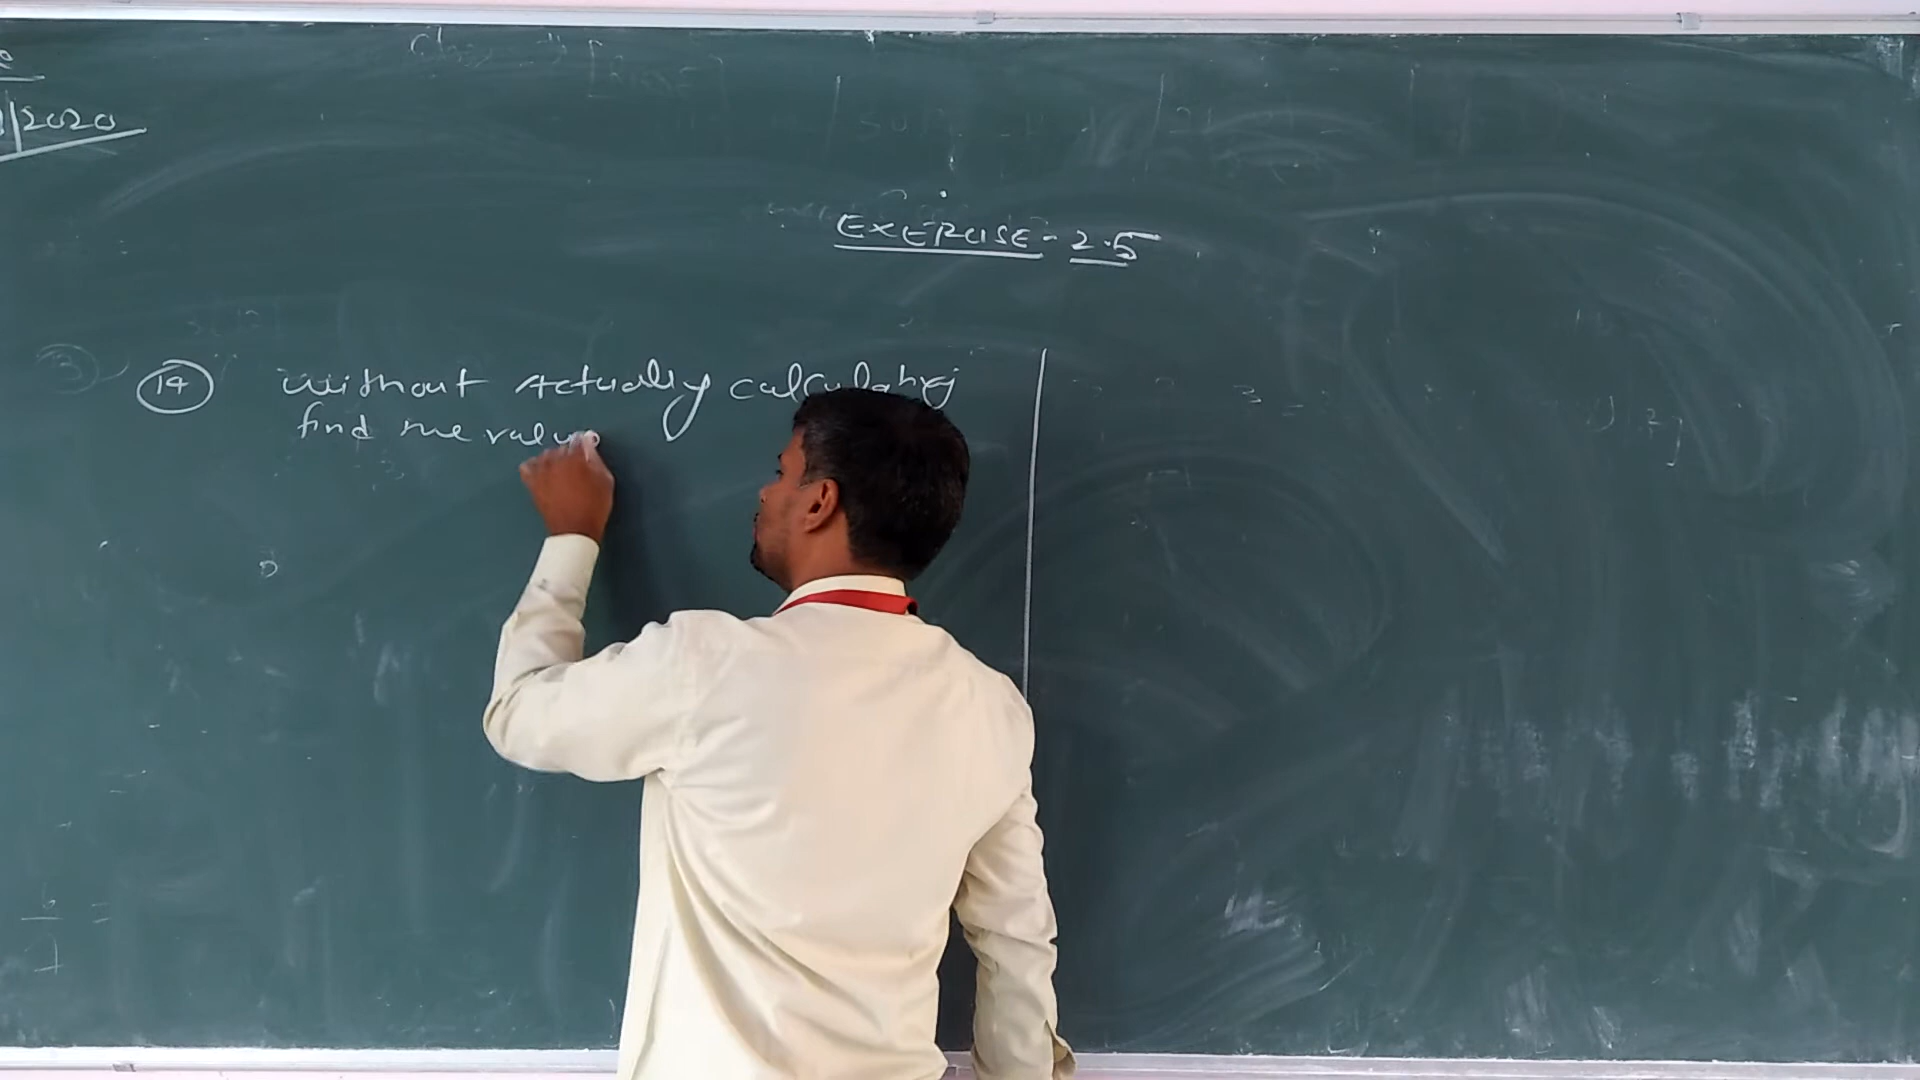 2020
EXERCISE - 2.5
14 without Actually calculating
find the value